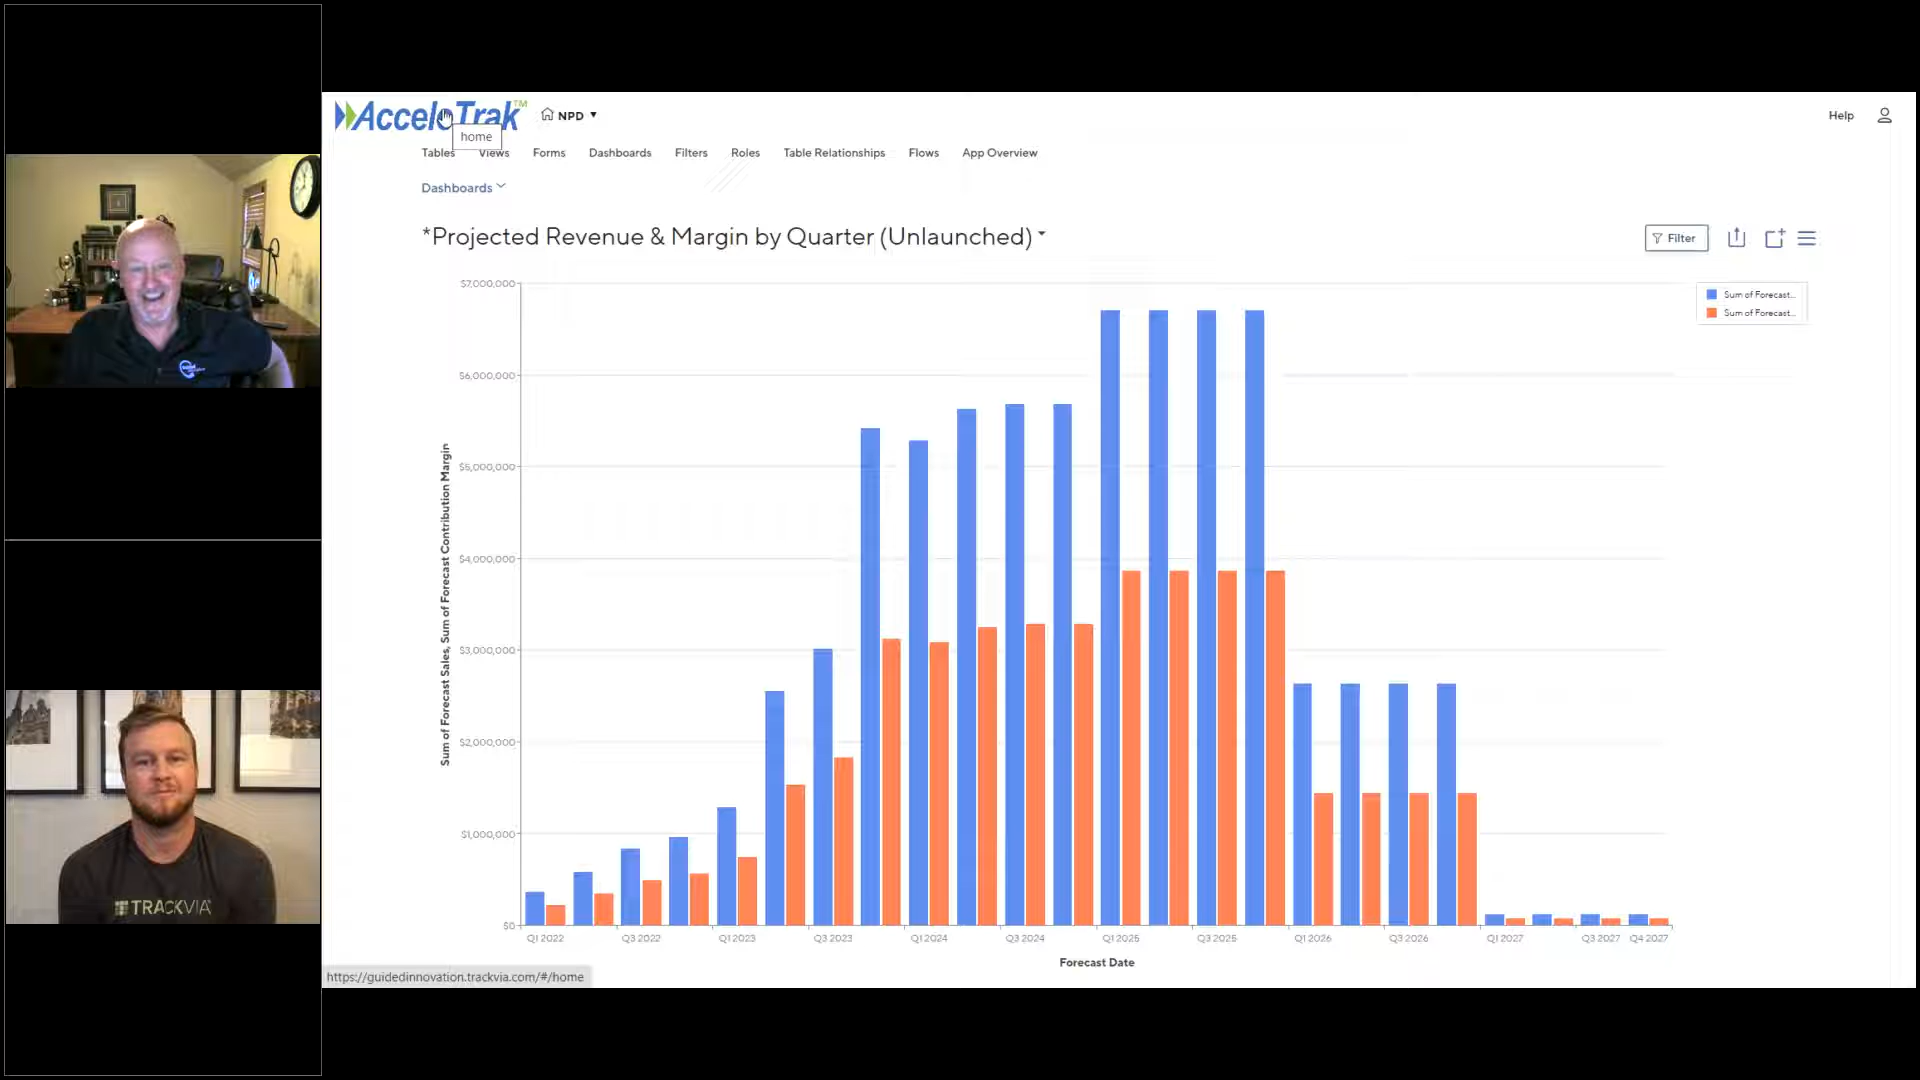 AcceloTrak™
NPD ▼
Help
home
Tables Views Forms Dashboards Filters Roles Table Relationships Flows App Overview
Dashboards
*Projected Revenue & Margin by Quarter (Unlaunched)
Filter
Sum of Forecast...
Sum of Forecast...
Sum of Forecast Sales, Sum of Forecast Contribution Margin
$7,000,000
$6,000,000
$5,000,000
$4,000,000
$3,000,000
$2,000,000
$1,000,000
$0
Q1 2022 Q3 2022 Q1 2023 Q3 2023 Q1 2024 Q3 2024 Q1 2025 Q3 2025 Q1 2026 Q3 2026 Q1 2027 Q3 2027 Q4 2027
Forecast Date
https://guidedinnovation.trackvia.com/#/home
TRACKVIA